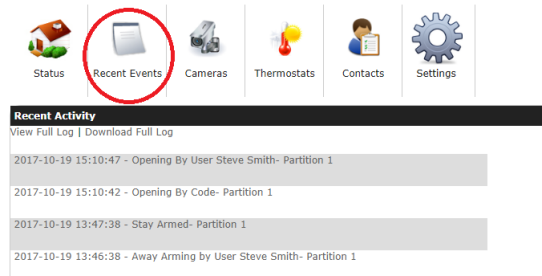 Status Recent Events Cameras Thermostats Contacts Settings
Recent Activity
View Full Log | Download Full Log
2017-10-19 15:10:47 - Opening By User Steve Smith- Partition 1
2017-10-19 15:10:42 - Opening By Code- Partition 1
2017-10-19 13:47:38 - Stay Armed- Partition 1
2017-10-19 13:46:38 - Away Arming by User Steve Smith- Partition 1